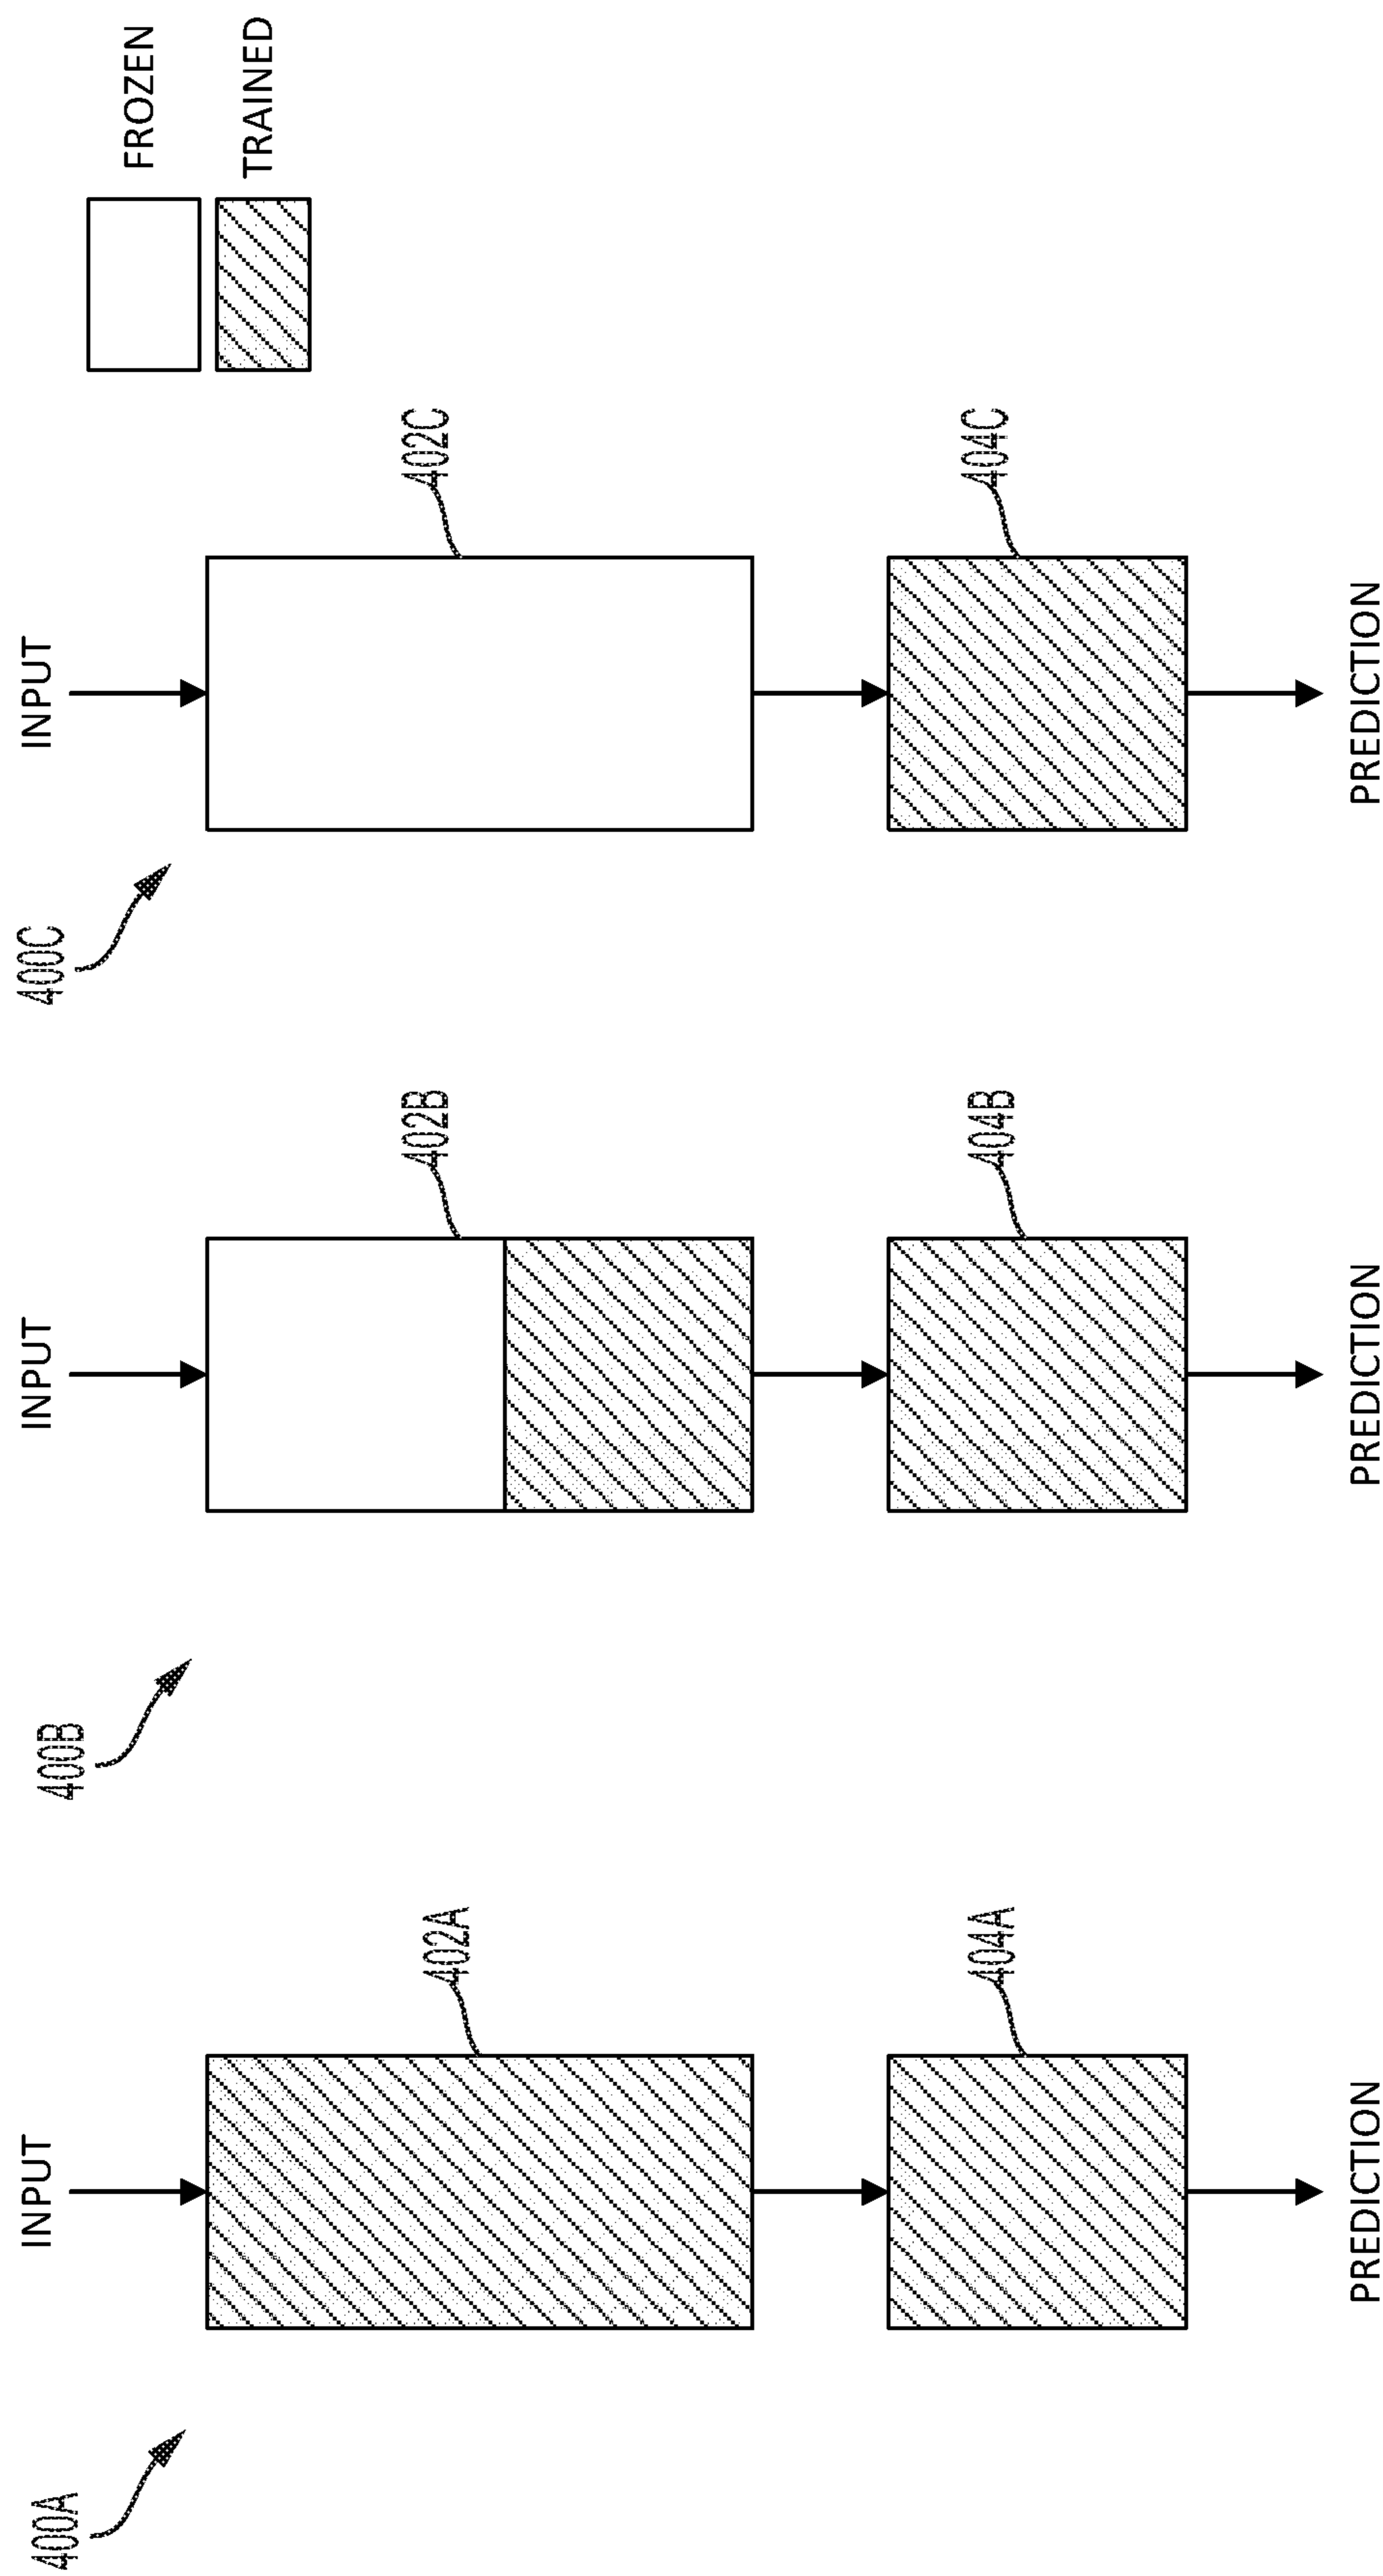 400A
INPUT
402A
404A
PREDICTION
400B
INPUT
402B
404B
PREDICTION
400C
INPUT
402C
404C
PREDICTION
FROZEN
TRAINED